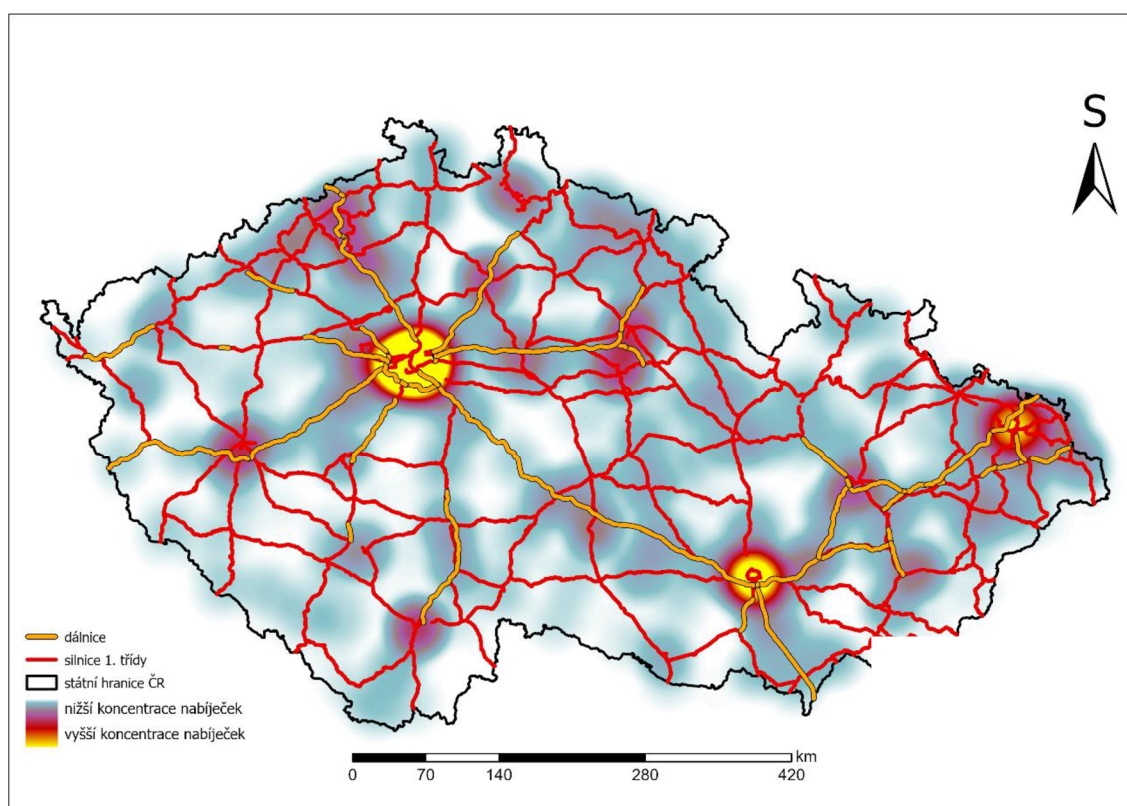 S
dálnice
silnice 1. třídy
státní hranice ČR
nižší koncentrace nabíječek
vyšší koncentrace nabíječek
km
0 70 140 280 420